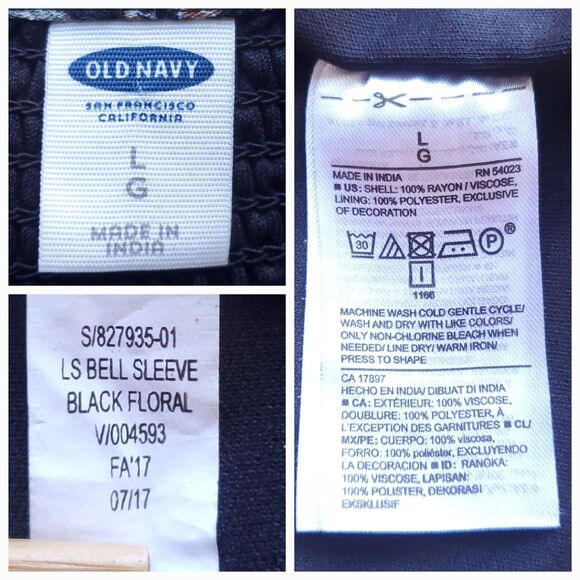 OLD NAVY
SAN FRANCISCO
CALIFORNIA
L
G
MADE IN
INDIA
S/827935-01
LS BELL SLEEVE
BLACK FLORAL
V/004593
FA'17
07/17
L
G
MADE IN INDIA RN 54023
■ US: SHELL: 100% RAYON / VISCOSE,
LINING: 100% POLYESTER, EXCLUSIVE
OF DECORATION
30 P ®
I
1166
MACHINE WASH COLD GENTLE CYCLE/
WASH AND DRY WITH LIKE COLORS/
ONLY NON-CHLORINE BLEACH WHEN
NEEDED/ LINE DRY/ WARM IRON/
PRESS TO SHAPE
CA 17897
HECHO EN INDIA/ DIBUAT DI INDIA
■ CA: EXTÉRIEUR: 100% VISCOSE,
DOUBLURE: 100% POLYESTER, À
L'EXCEPTION DES GARNITURES ■ CL/
MX/PE: CUERPO: 100% viscosa,
FORRO: 100% poliéster, EXCLUYENDO
LA DECORACION ■ ID: RANGKA:
100% VISCOSE, LAPISAN:
100% POLISTER, DEKORASI
EKSKLUSIF